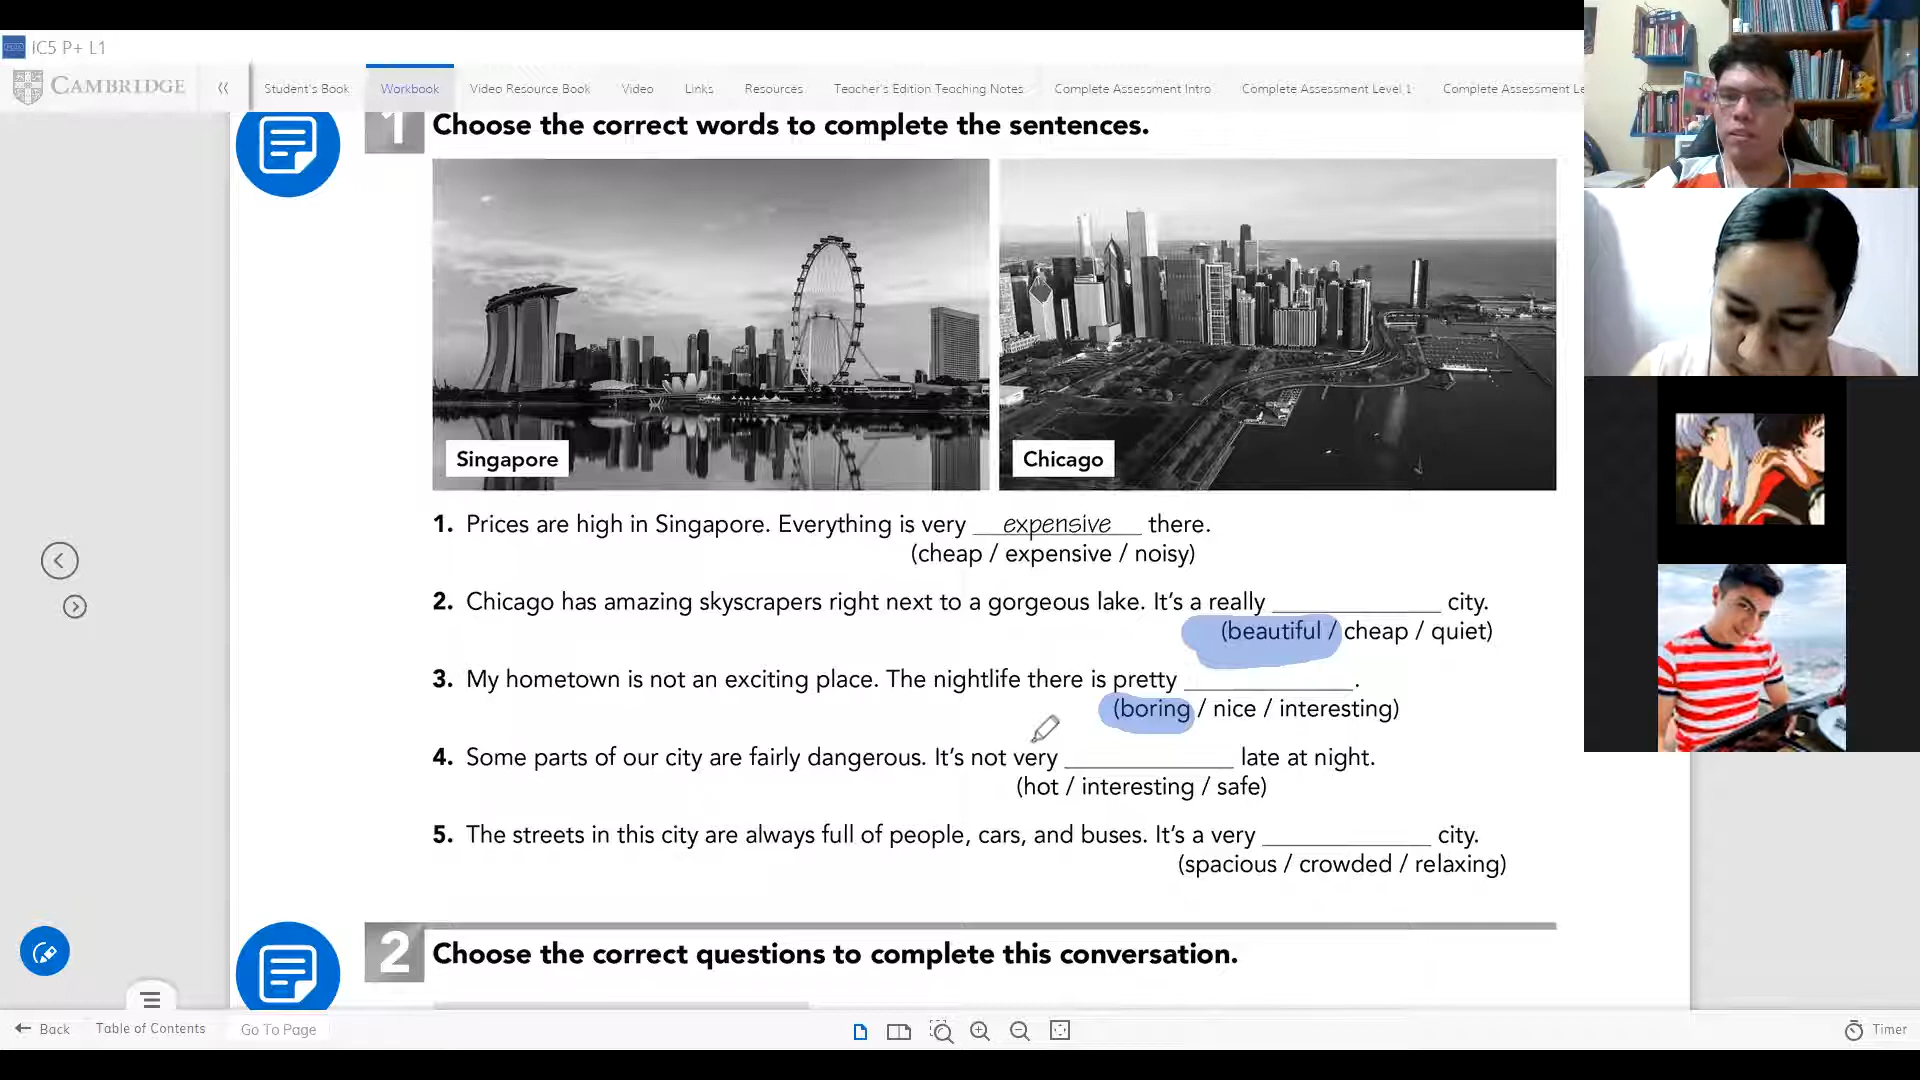 IC5 P+ L1
CAMBRIDGE
Student's Book
Workbook
Video Resource Book
Video
Links
Resources
Teacher's Edition Teaching Notes
Complete Assessment Intro
Complete Assessment Level 1
Complete Assessment Le
1 Choose the correct words to complete the sentences.
Singapore
Chicago
1. Prices are high in Singapore. Everything is very expensive there.
(cheap / expensive / noisy)
2. Chicago has amazing skyscrapers right next to a gorgeous lake. It's a really ____________ city.
(beautiful / cheap / quiet)
3. My hometown is not an exciting place. The nightlife there is pretty ____________.
(boring / nice / interesting)
4. Some parts of our city are fairly dangerous. It's not very ____________ late at night.
(hot / interesting / safe)
5. The streets in this city are always full of people, cars, and buses. It's a very ____________ city.
(spacious / crowded / relaxing)
2 Choose the correct questions to complete this conversation.
Back
Table of Contents
Go To Page
Timer